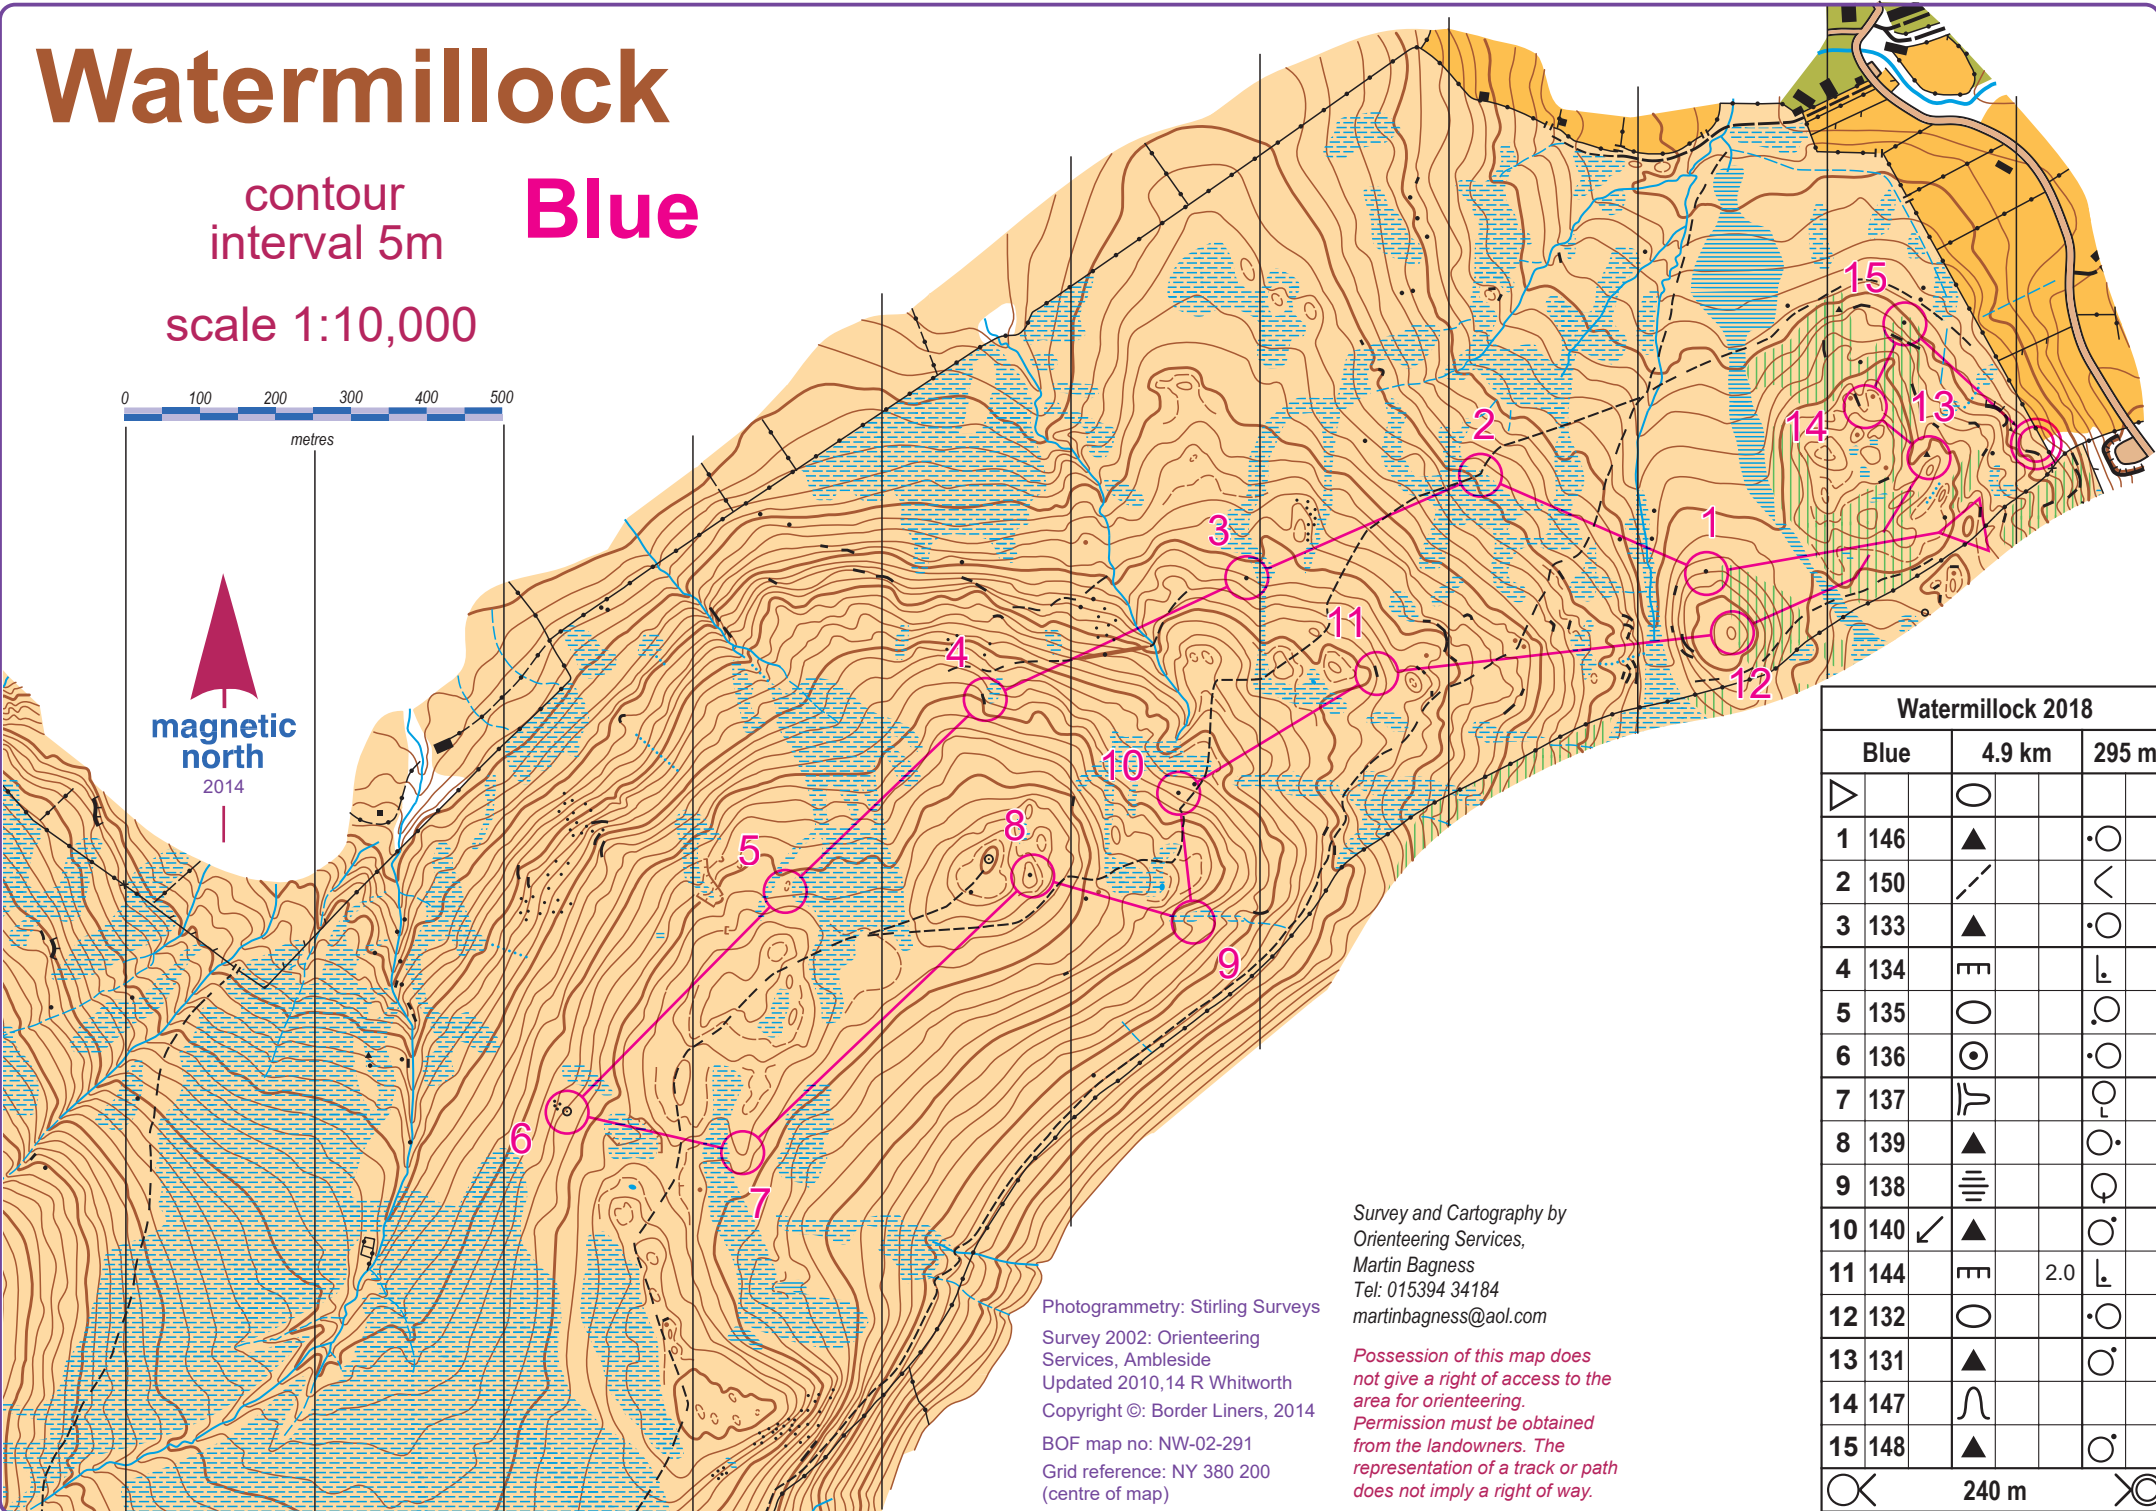 Watermillock
contour
interval 5m
Blue
scale 1:10,000
0 100 200 300 400 500
metres
magnetic
north
2014
15
13
14
2
1
3
11
12
4
10
8
5
9
6
7
Watermillock 2018
Blue 4.9 km 295 m
1 146
2 150
3 133
4 134
5 135
6 136
7 137
8 139
9 138
10 140
11 144 2.0
12 132
13 131
14 147
15 148
240 m
Survey and Cartography by
Orienteering Services,
Martin Bagness
Tel: 015394 34184
martinbagness@aol.com
Photogrammetry: Stirling Surveys
Survey 2002: Orienteering
Services, Ambleside
Updated 2010,14 R Whitworth
Copyright ©: Border Liners, 2014
BOF map no: NW-02-291
Grid reference: NY 380 200
(centre of map)
Possession of this map does
not give a right of access to the
area for orienteering.
Permission must be obtained
from the landowners. The
representation of a track or path
does not imply a right of way.